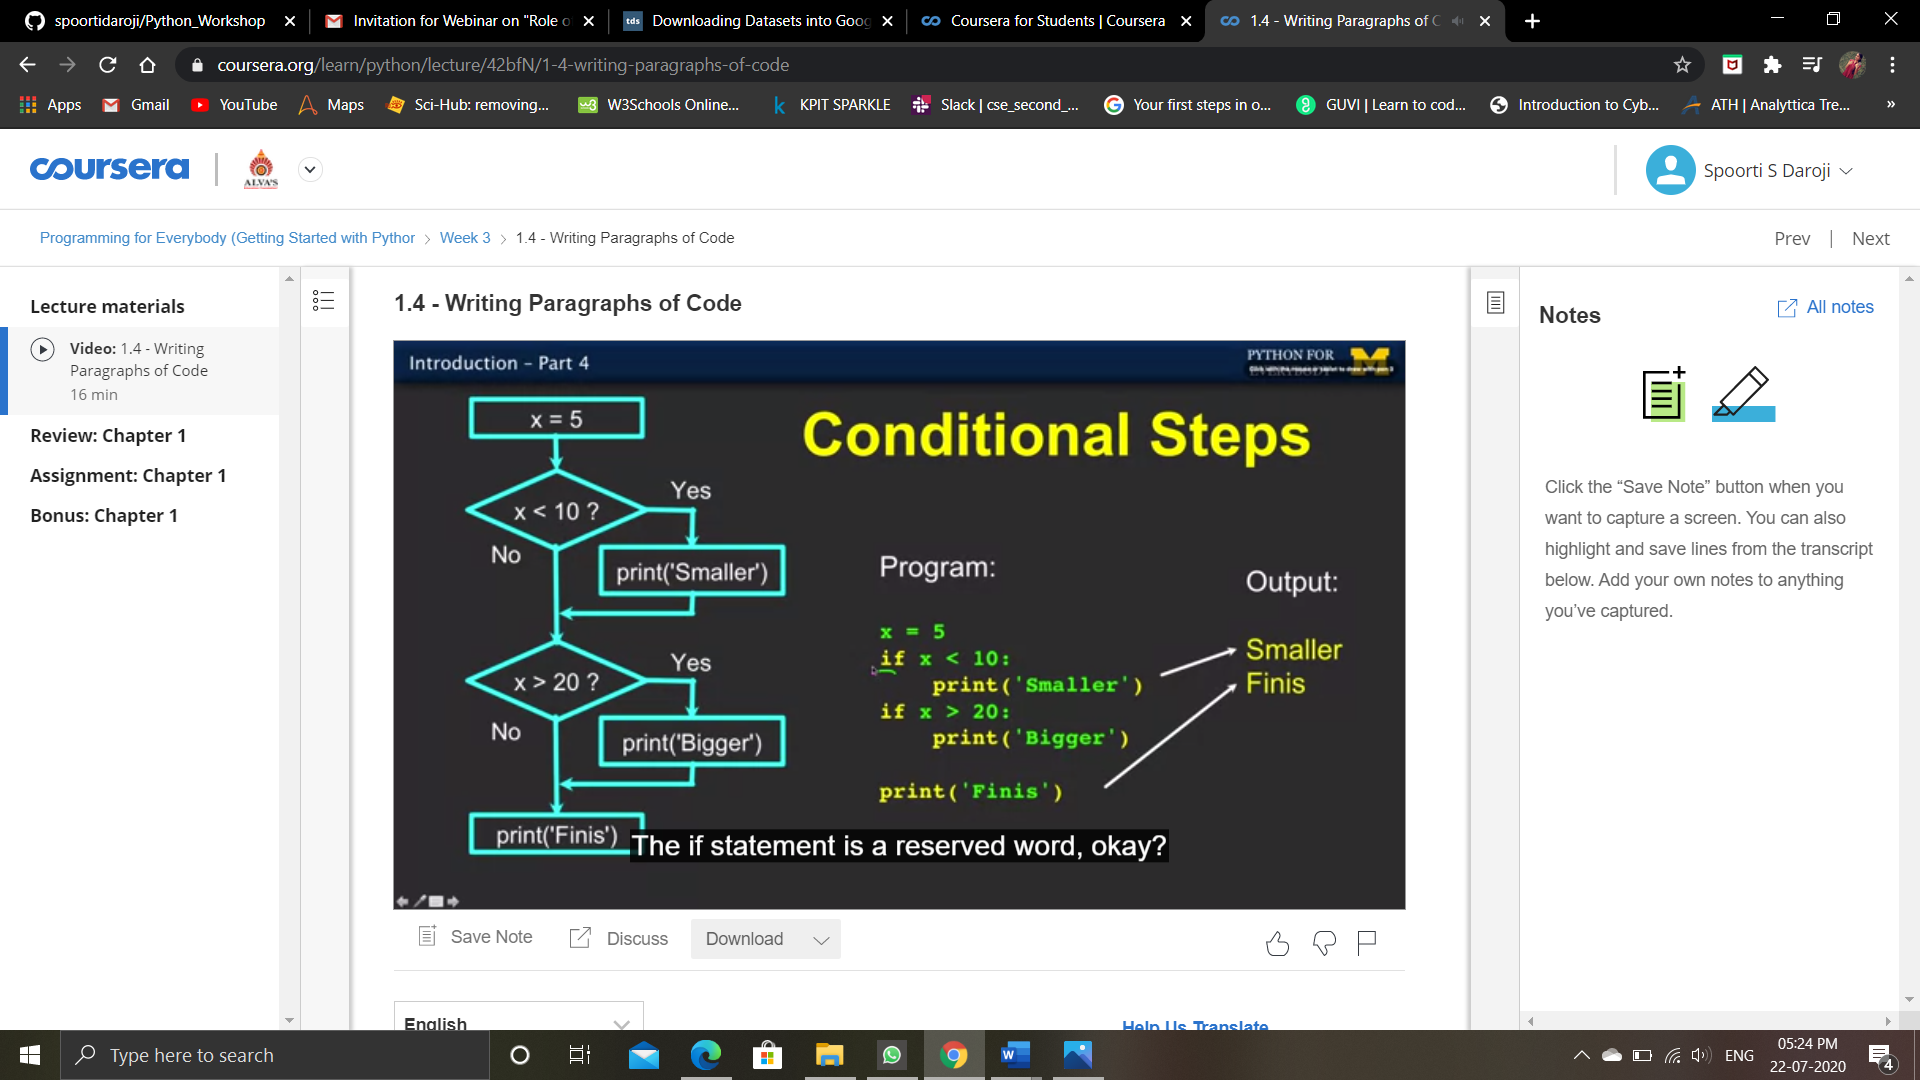 spoortidaroji/Python_Workshop
Invitation for Webinar on "Role o
tds Downloading Datasets into Goog
Coursera for Students | Coursera
1.4 - Writing Paragraphs of C
coursera.org/learn/python/lecture/42bfN/1-4-writing-paragraphs-of-code
Apps
Gmail
YouTube
Maps
Sci-Hub: removing...
W3Schools Online...
KPIT SPARKLE
Slack | cse_second_...
Your first steps in o...
GUVI | Learn to cod...
Introduction to Cyb...
ATH | Analyttica Tre...
»
coursera
ALVA'S
Spoorti S Daroji
Programming for Everybody (Getting Started with Python
Week 3
1.4 - Writing Paragraphs of Code
Prev | Next
Lecture materials
Video: 1.4 - Writing
Paragraphs of Code
16 min
Review: Chapter 1
Assignment: Chapter 1
Bonus: Chapter 1
1.4 - Writing Paragraphs of Code
Introduction – Part 4
PYTHON FOR
EVERYBODY
M
x = 5
x < 10 ?
Yes
No
print('Smaller')
x > 20 ?
Yes
No
print('Bigger')
print('Finis')
Conditional Steps
Program:
x = 5
if x < 10:
print('Smaller')
if x > 20:
print('Bigger')
print('Finis')
Output:
Smaller
Finis
The if statement is a reserved word, okay?
Save Note
Discuss
Download
English
Help Us Translate
Notes
All notes
Click the “Save Note” button when you
want to capture a screen. You can also
highlight and save lines from the transcript
below. Add your own notes to anything
you’ve captured.
Type here to search
ENG
05:24 PM
22-07-2020
4